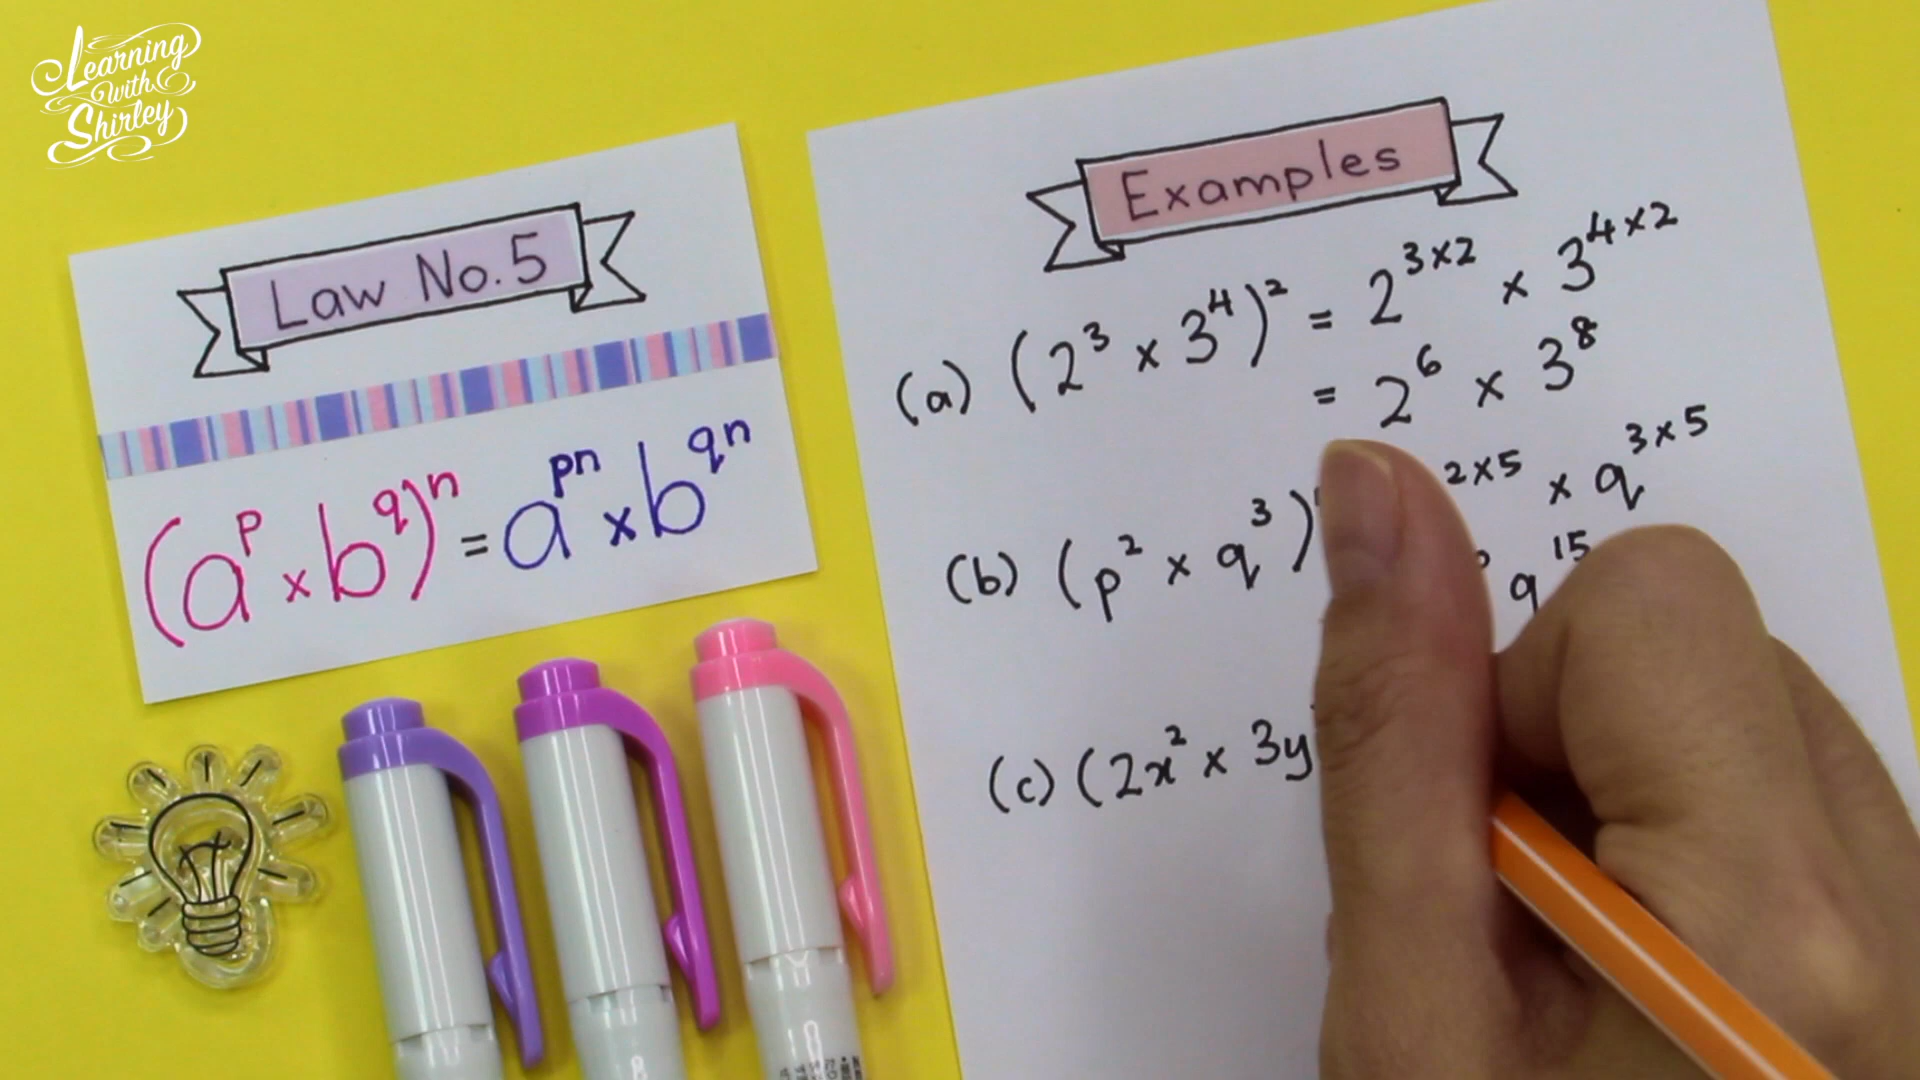 Learning
with
Shirley
Law No.5
(a^p × b^q)^n = a^pn × b^qn
Examples
(a) (2^3 × 3^4)^2 = 2^(3×2) × 3^(4×2)
= 2^6 × 3^8
(b) (p^2 × q^3) 2×5 × q^(3×5)
q^15
(c) (2x^2 × 3y